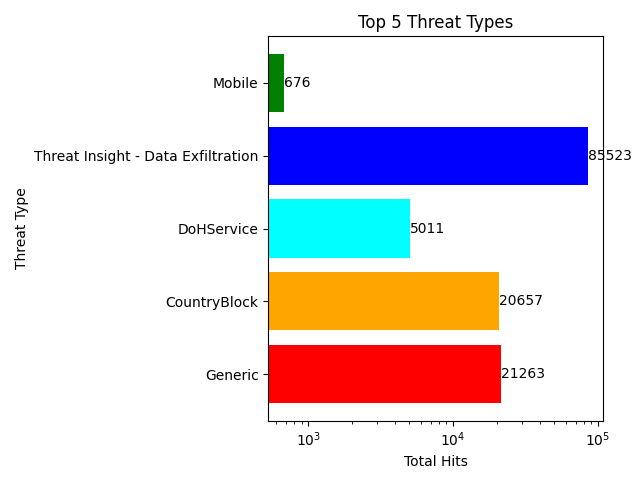 Top 5 Threat Types
Mobile
676
Threat Insight - Data Exfiltration
85523
DoHService
5011
CountryBlock
20657
Generic
21263
Threat Type
10³
10⁴
10⁵
Total Hits